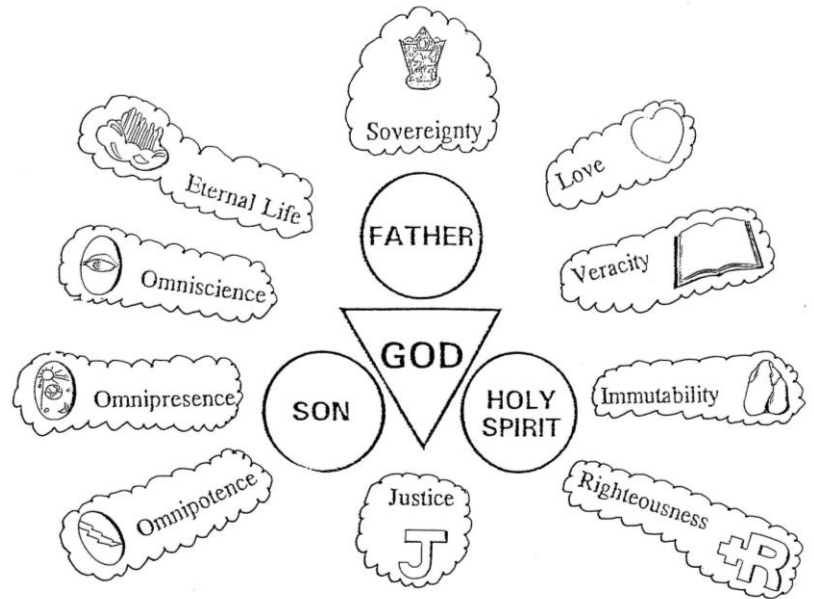 Sovereignty
Eternal Life
Love
FATHER
Omniscience
Veracity
GOD
Omnipresence
SON
HOLY
SPIRIT
Immutability
Omnipotence
Justice
J
Righteousness
+R